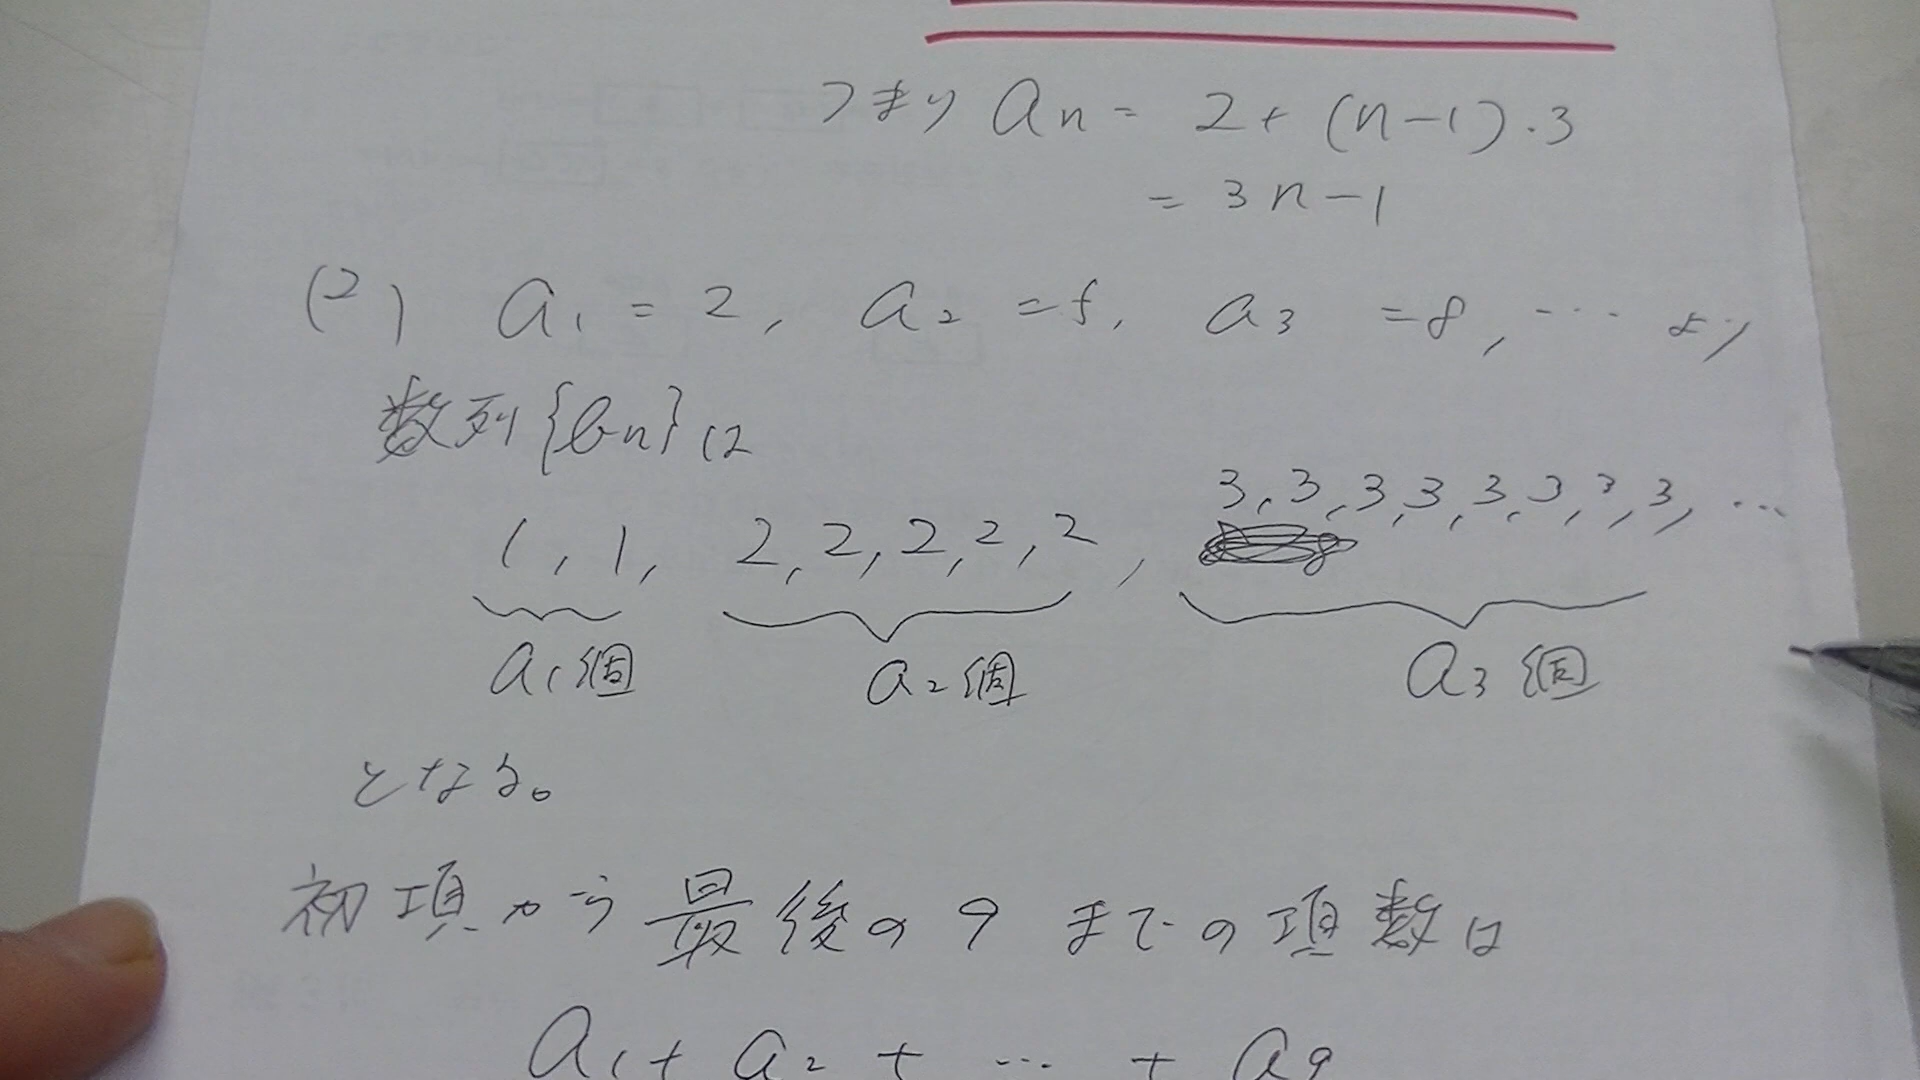 つまり an = 2+(n-1)・3
= 3n-1
(2) a1 = 2, a2 = 5, a3 = 8, … より
数列{bn}は
1, 1, 2, 2, 2, 2, 2, 3, 3, 3, 3, 3, 3, 3, 3, …
a1個 a2個 a3個
となる。
初項から最後の9までの項数は
a1 + a2 + … + a9